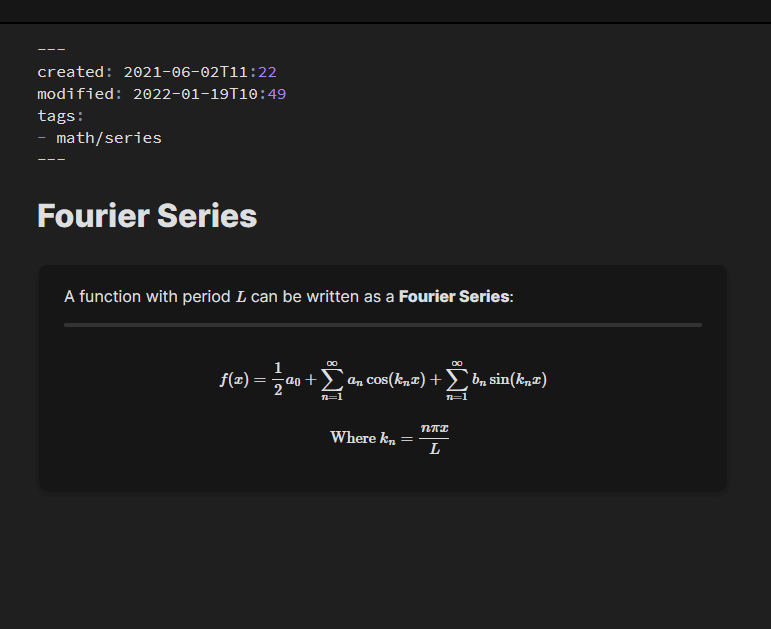 ---
created: 2021-06-02T11:22
modified: 2022-01-19T10:49
tags:
- math/series
---
Fourier Series
A function with period L can be written as a Fourier Series:
f(x) = \frac{1}{2}a_0 + \sum_{n=1}^{\infty} a_n \cos(k_n x) + \sum_{n=1}^{\infty} b_n \sin(k_n x)
Where k_n = \frac{n\pi x}{L}